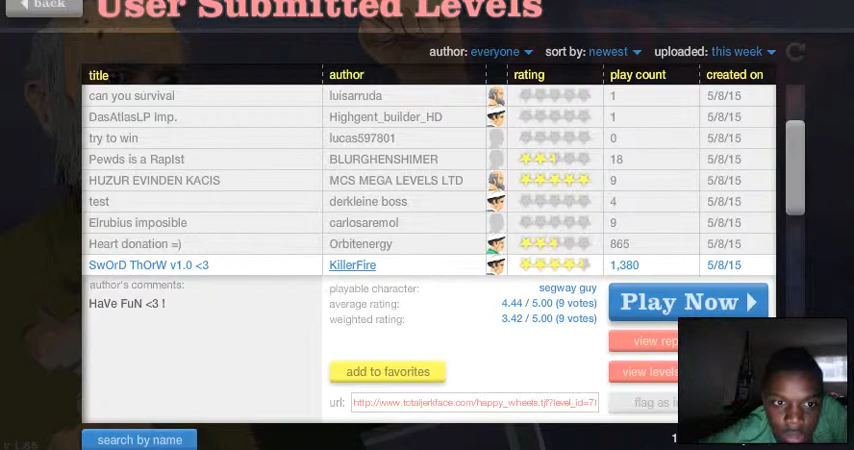 back
User Submitted Levels
author: everyone sort by: newest uploaded: this week
title author rating play count created on
can you survival luisarruda 1 5/8/15
DasAtlasLP Imp. Highgent_builder_HD 1 5/8/15
try to win lucas597801 0 5/8/15
Pewds is a RapIst BLURGHENSHIMER 18 5/8/15
HUZUR EVINDEN KACIS MCS MEGA LEVELS LTD 9 5/8/15
test derkleine boss 4 5/8/15
Elrubius imposible carlosaremol 9 5/8/15
Heart donation =) Orbitenergy 865 5/8/15
SwOrD ThOrW v1.0 <3 KillerFire 1,380 5/8/15
author's comments:
HaVe FuN <3 !
playable character: segway guy
average rating: 4.44 / 5.00 (9 votes)
weighted rating: 3.42 / 5.00 (9 votes)
Play Now
view rep
add to favorites
view levels
url: http://www.totaljerkface.com/happy_wheels.tjf?level_id=7
flag as i
search by name